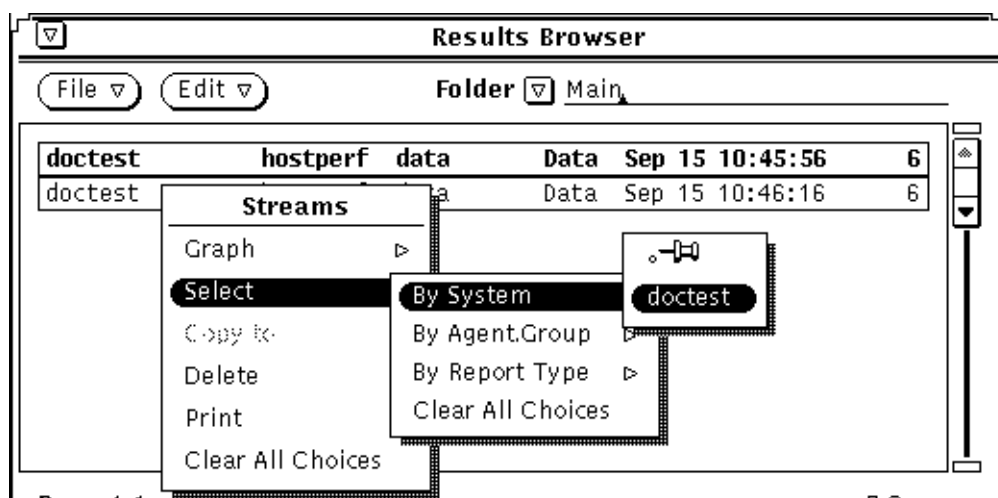 Results Browser
File Edit Folder Main
doctest hostperf data Data Sep 15 10:45:56 6
doctest Data Sep 15 10:46:16 6
Streams
Graph
Select
Copy to
Delete
Print
Clear All Choices
By System
By Agent.Group
By Report Type
Clear All Choices
doctest